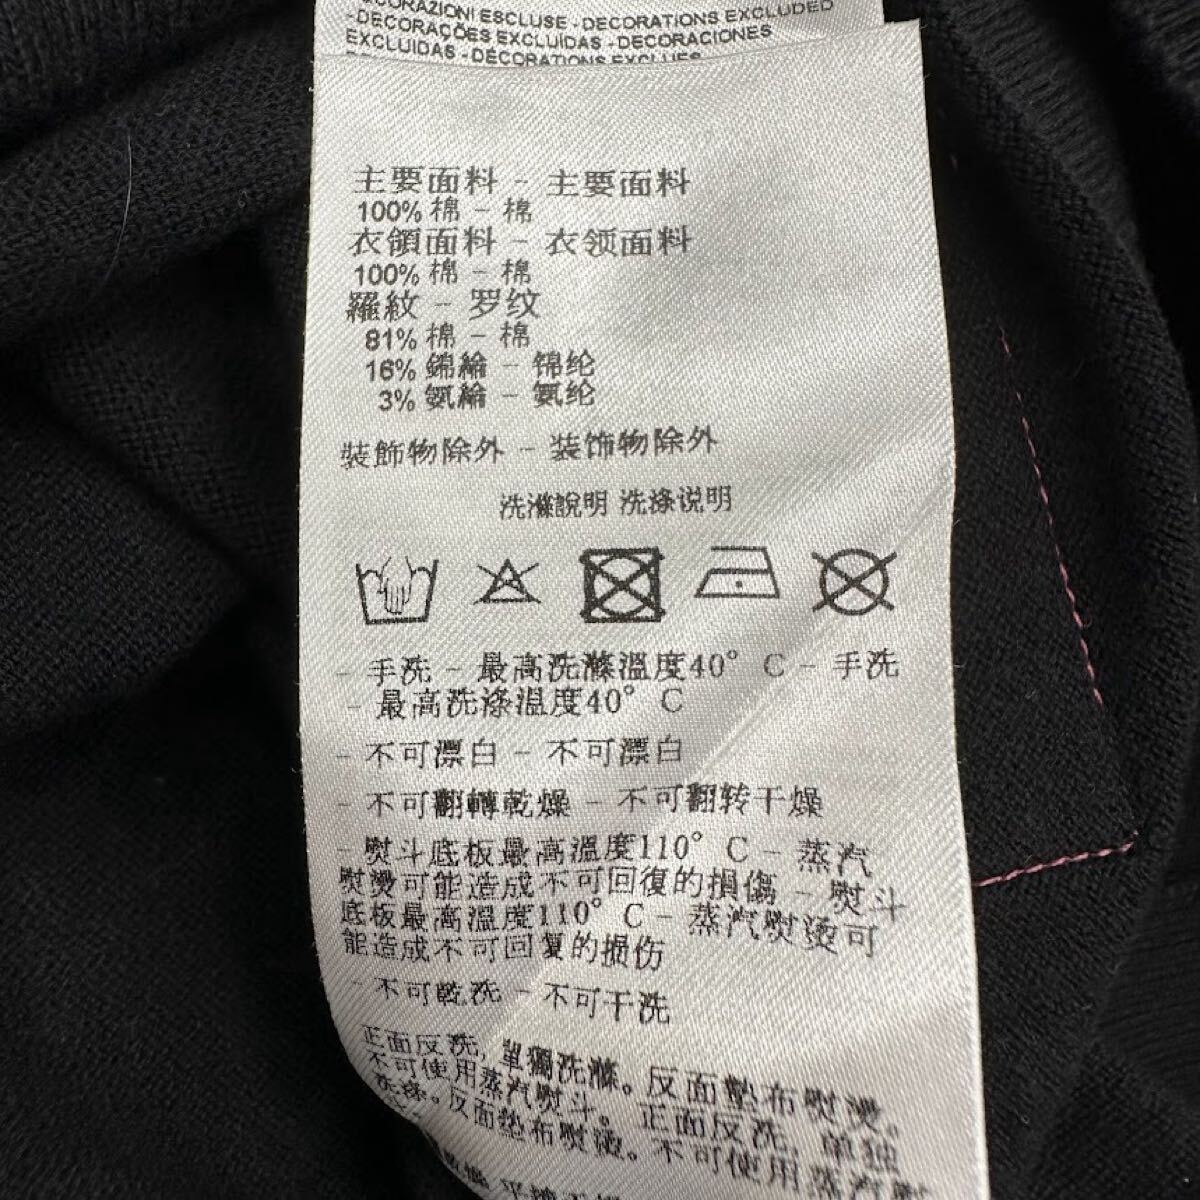 DECORAZIONI ESCLUSE - DECORATIONS EXCLUDED
- DECORAÇÕES EXCLUÍDAS - DECORACIONES
EXCLUIDAS - DÉCORATIONS EXCLUES
主要面料 - 主要面料
100% 棉 - 棉
衣領面料 - 衣领面料
100% 棉 - 棉
羅紋 - 罗纹
81% 棉 - 棉
16% 錦綸 - 锦纶
3% 氨綸 - 氨纶
裝飾物除外 - 装饰物除外
洗滌說明 洗涤说明
- 手洗 - 最高洗滌溫度40° C - 手洗
- 最高洗涤温度40° C
- 不可漂白 - 不可漂白
- 不可翻轉乾燥 - 不可翻转干燥
- 熨斗底板最高溫度110° C - 蒸汽
熨燙可能造成不可回復的損傷 - 熨斗
底板最高温度110° C - 蒸汽熨烫可
能造成不可回复的损伤
- 不可乾洗 - 不可干洗
正面反洗, 單獨洗滌。反面墊布熨燙。
不可使用蒸汽熨斗。正面反洗, 单独
洗涤。反面垫布熨烫。不可使用蒸汽熨